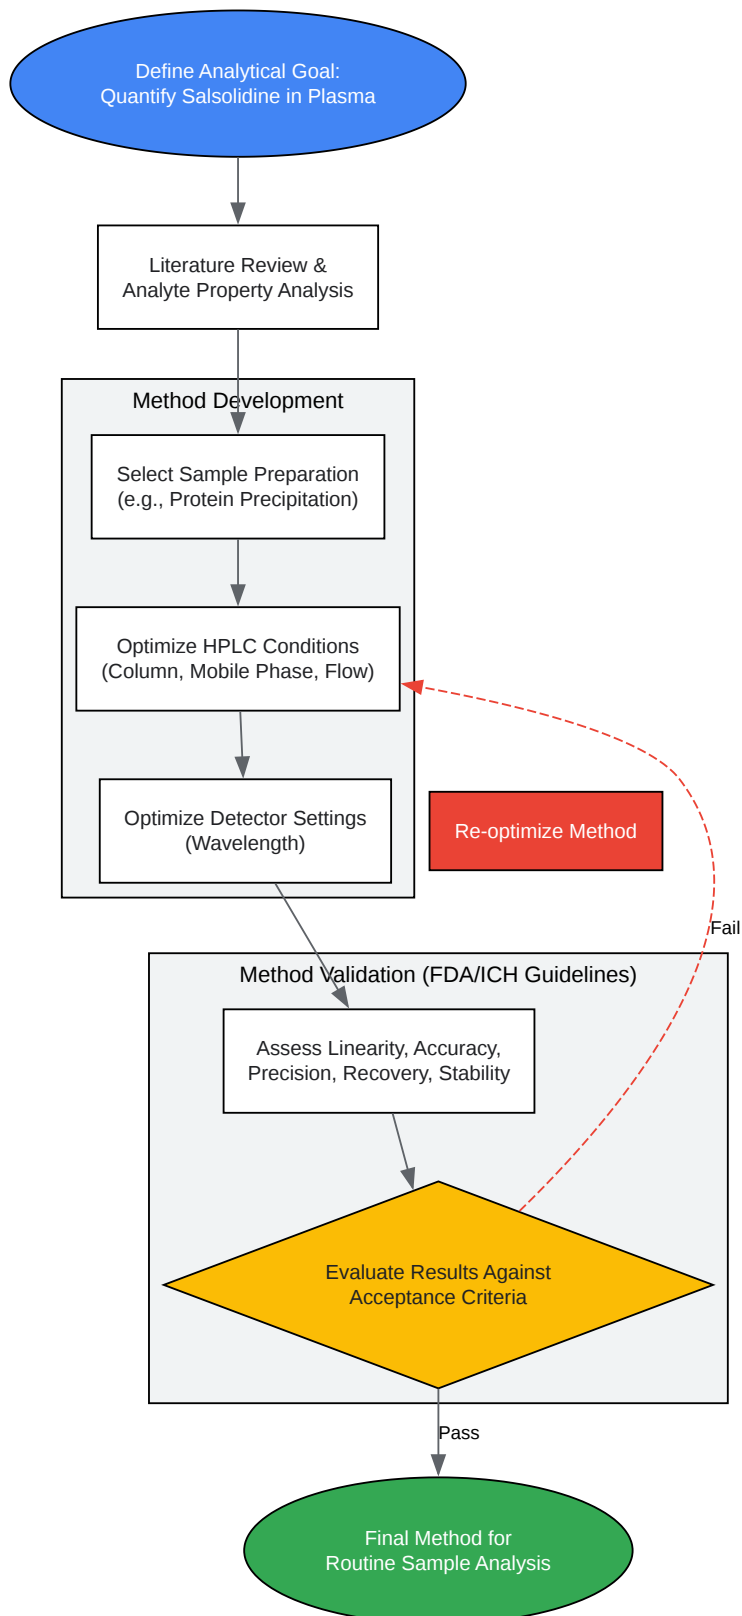 Define Analytical Goal:
Quantify Salsolidine in Plasma
Literature Review &
Analyte Property Analysis
Method Development
Select Sample Preparation
(e.g., Protein Precipitation)
Optimize HPLC Conditions
(Column, Mobile Phase, Flow)
Optimize Detector Settings
(Wavelength)
Re-optimize Method
Fail
Method Validation (FDA/ICH Guidelines)
Assess Linearity, Accuracy,
Precision, Recovery, Stability
Evaluate Results Against
Acceptance Criteria
Pass
Final Method for
Routine Sample Analysis